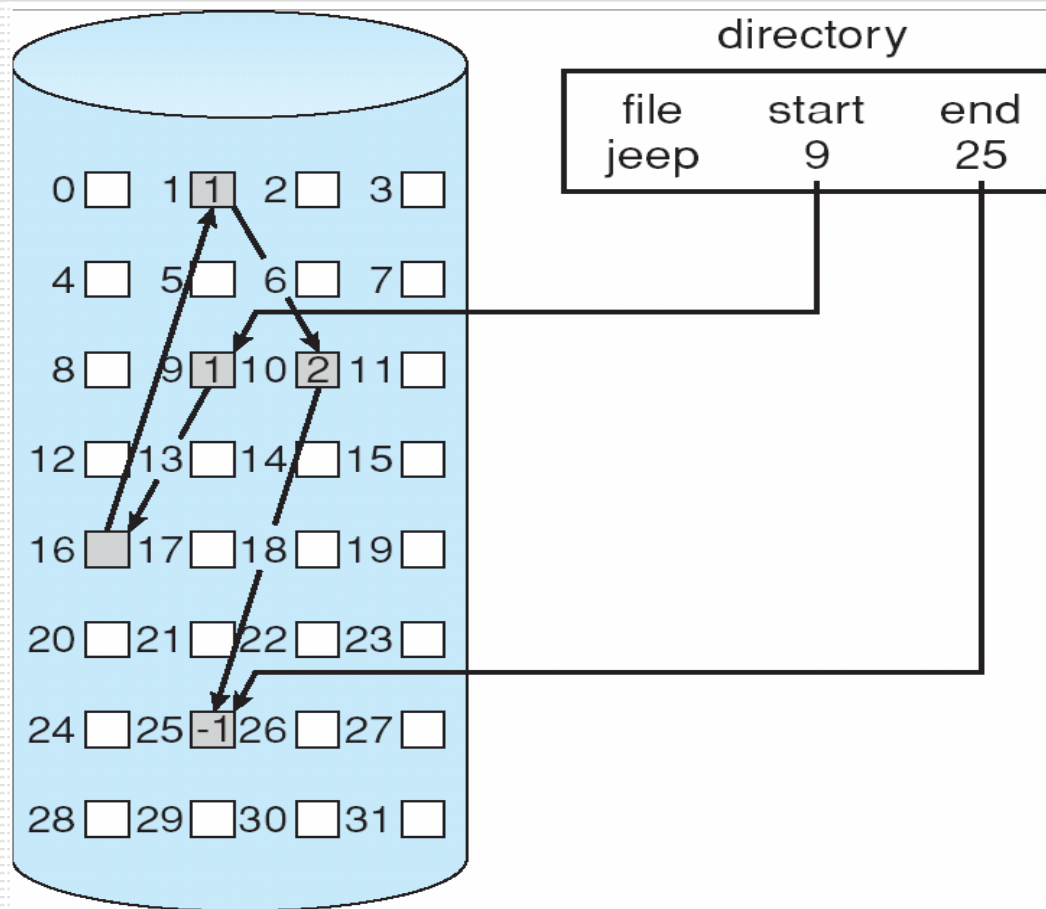 directory
file start end
jeep 9 25
0 1 1 2 3
4 5 6 7
8 9 1 10 2 11
12 13 14 15
16 17 18 19
20 21 22 23
24 25 -1 26 27
28 29 30 31